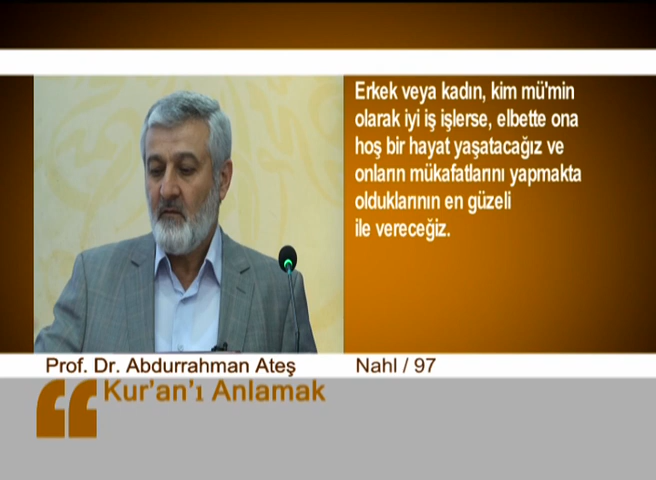 Erkek veya kadın, kim mü'min
olarak iyi iş işlerse, elbette ona
hoş bir hayat yaşatacağız ve
onların mükafatlarını yapmakta
olduklarının en güzeli
ile vereceğiz.
Prof. Dr. Abdurrahman Ateş
Nahl / 97
Kur'an'ı Anlamak